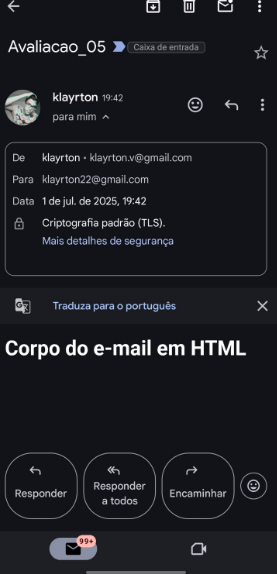 Avaliacao_05 Caixa de entrada
klayrton 19:42
para mim
De klayrton • klayrton.v@gmail.com
Para klayrton22@gmail.com
Data 1 de jul. de 2025, 19:42
Criptografia padrão (TLS).
Mais detalhes de segurança
Traduza para o português
Corpo do e-mail em HTML
Responder
Responder a todos
Encaminhar
99+